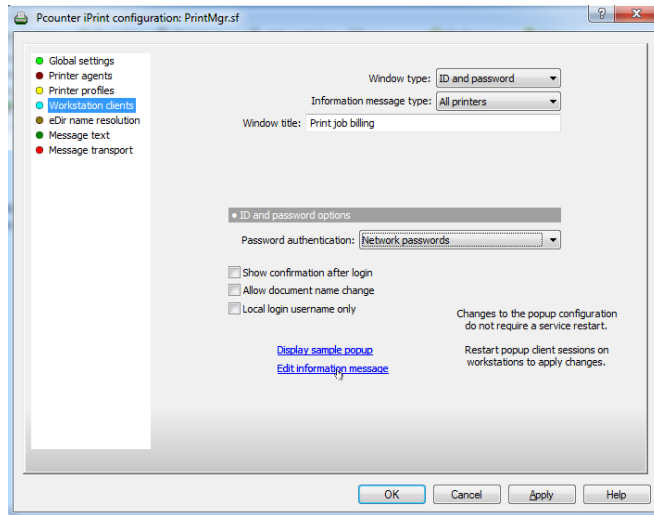 Pcounter iPrint configuration: PrintMgr.sf
Global settings
Printer agents
Printer profiles
Workstation clients
eDir name resolution
Message text
Message transport
Window type: ID and password
Information message type: All printers
Window title: Print job billing
ID and password options
Password authentication: Network passwords
Show confirmation after login
Allow document name change
Local login username only
Changes to the popup configuration
do not require a service restart.
Display sample popup
Edit information message
Restart popup client sessions on
workstations to apply changes.
OK Cancel Apply Help